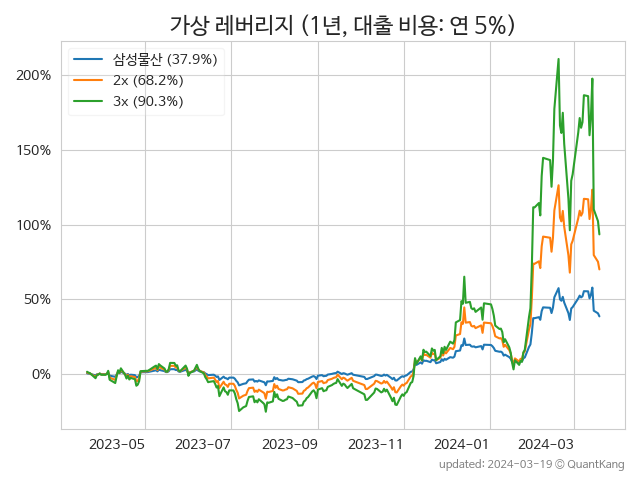 가상 레버리지 (1년, 대출 비용: 연 5%)
삼성물산 (37.9%)
2x (68.2%)
3x (90.3%)
200%
150%
100%
50%
0%
2023-05 2023-07 2023-09 2023-11 2024-01 2024-03
updated: 2024-03-19 © QuantKang